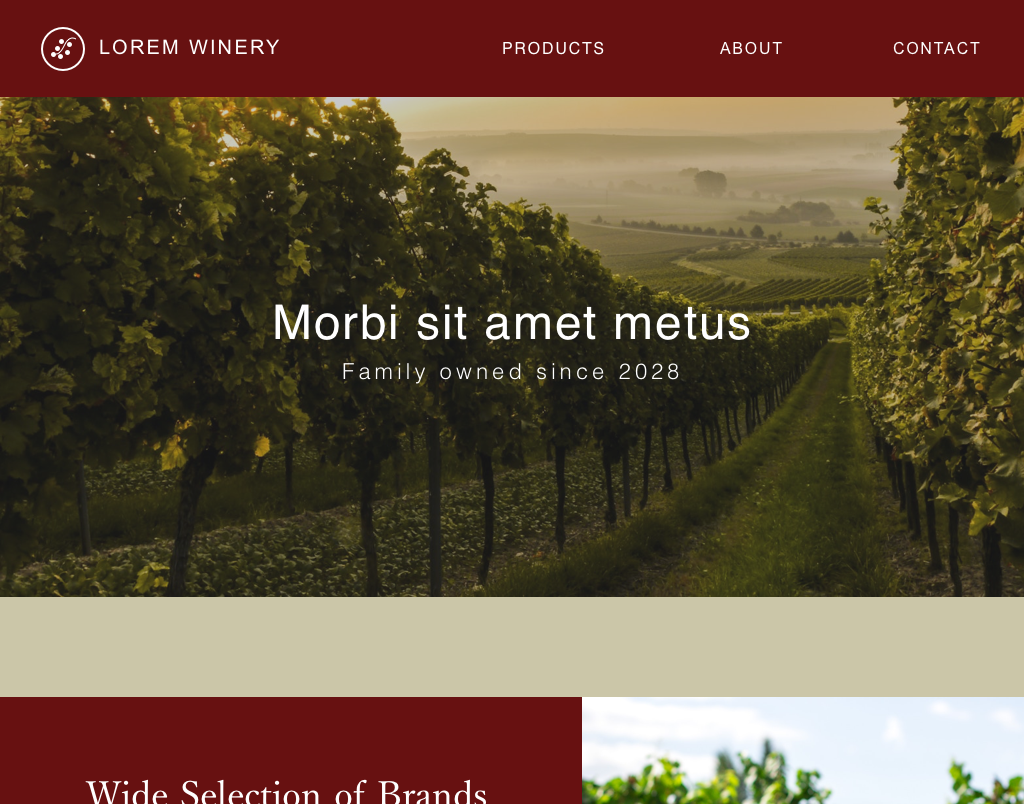 LOREM WINERY
PRODUCTS
ABOUT
CONTACT
Morbi sit amet metus
Family owned since 2028
Wide Selection of Brands